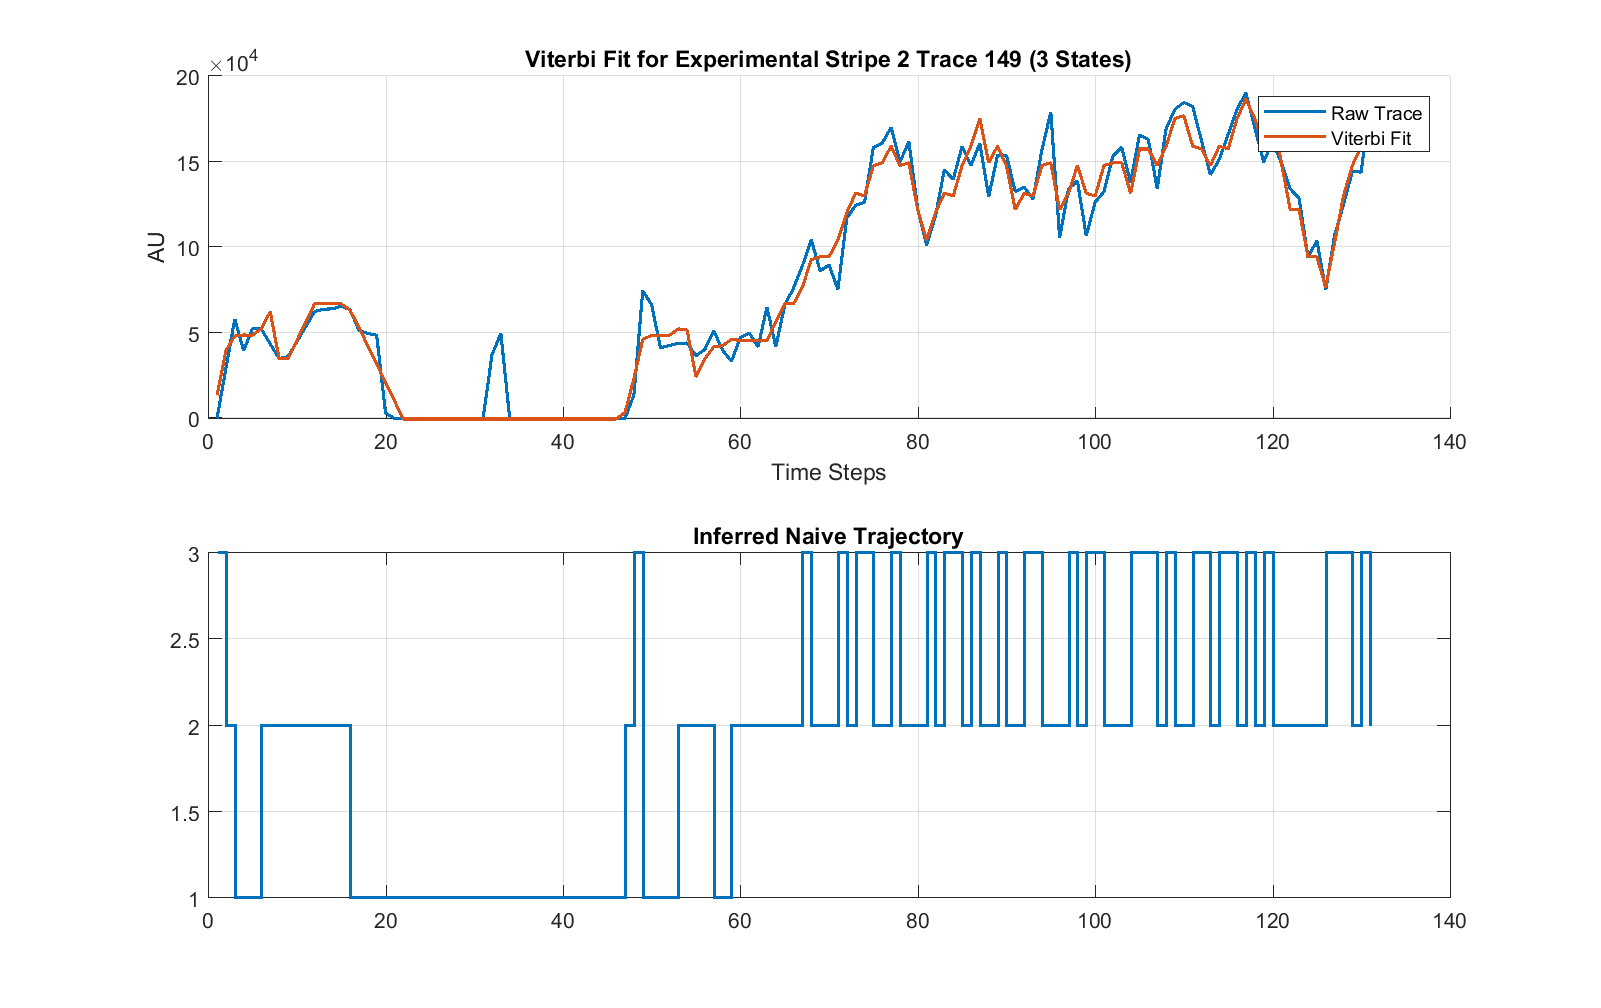 Viterbi Fit for Experimental Stripe 2 Trace 149 (3 States)
×10^4
20
15
10
5
0
AU
Raw Trace
Viterbi Fit
0 20 40 60 80 100 120 140
Time Steps
Inferred Naive Trajectory
3
2.5
2
1.5
1
0 20 40 60 80 100 120 140